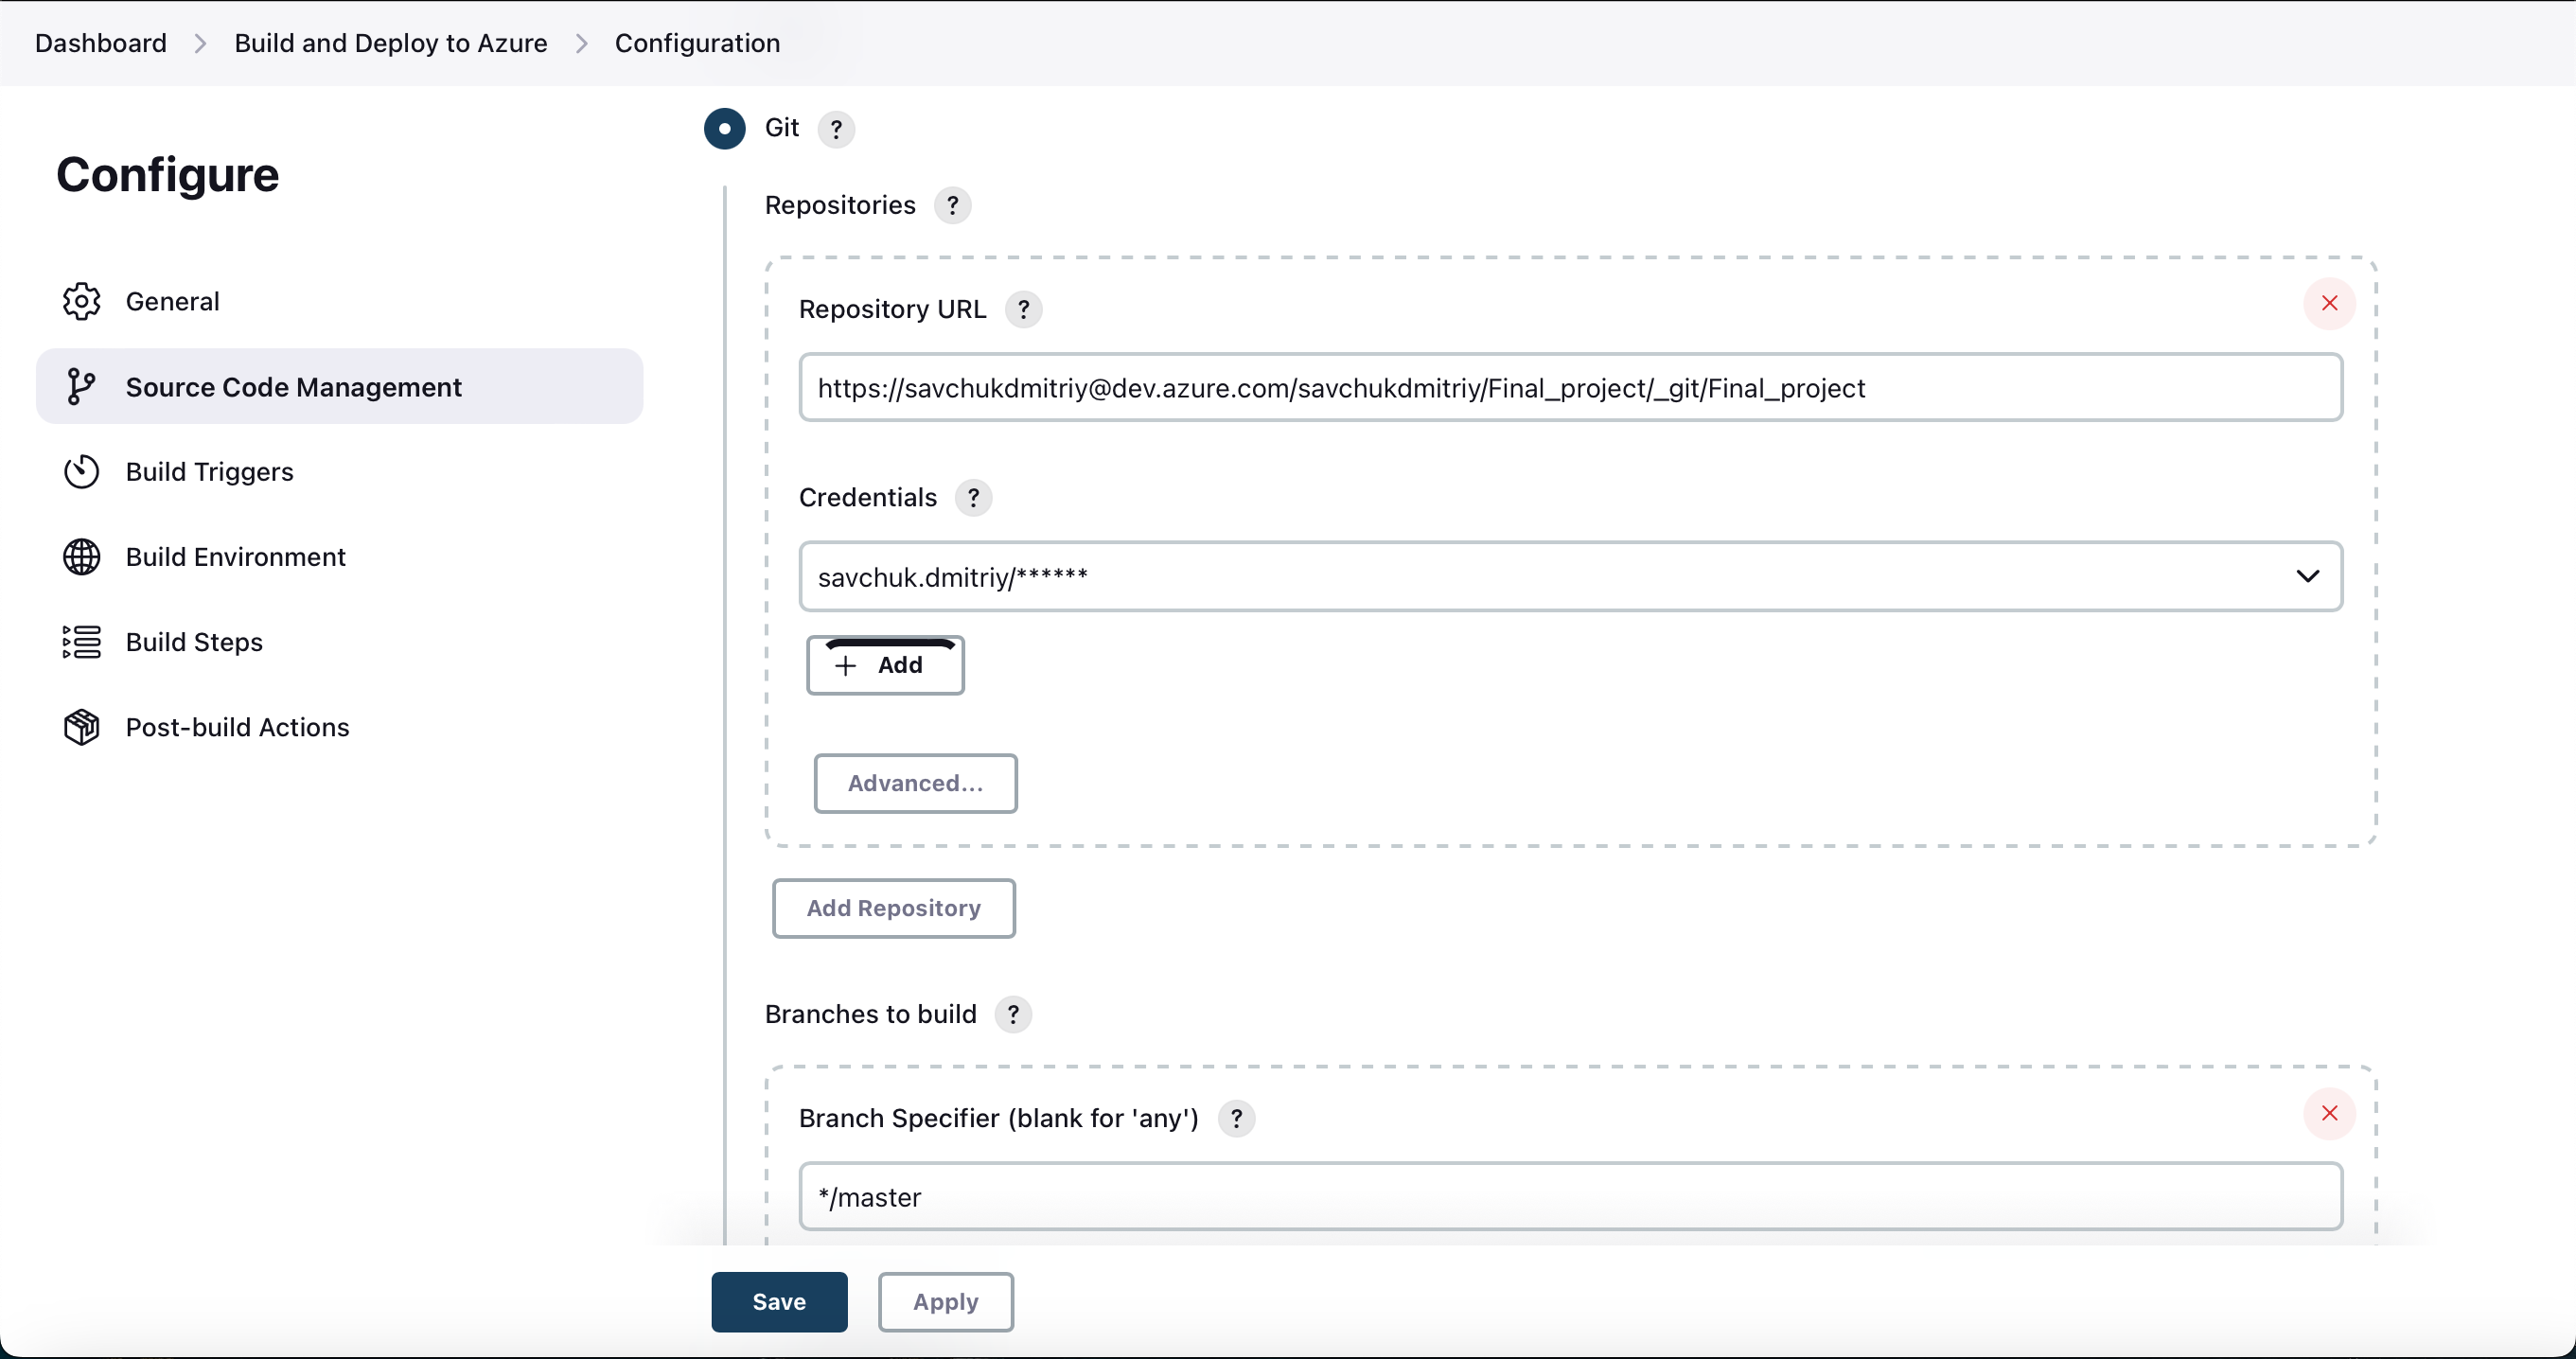 Dashboard > Build and Deploy to Azure > Configuration
Configure
General
Source Code Management
Build Triggers
Build Environment
Build Steps
Post-build Actions
Git ?
Repositories ?
Repository URL ?
https://savchukdmitriy@dev.azure.com/savchukdmitriy/Final_project/_git/Final_project
Credentials ?
savchuk.dmitriy/******
+ Add
Advanced...
Add Repository
Branches to build ?
Branch Specifier (blank for 'any') ?
*/master
Save Apply